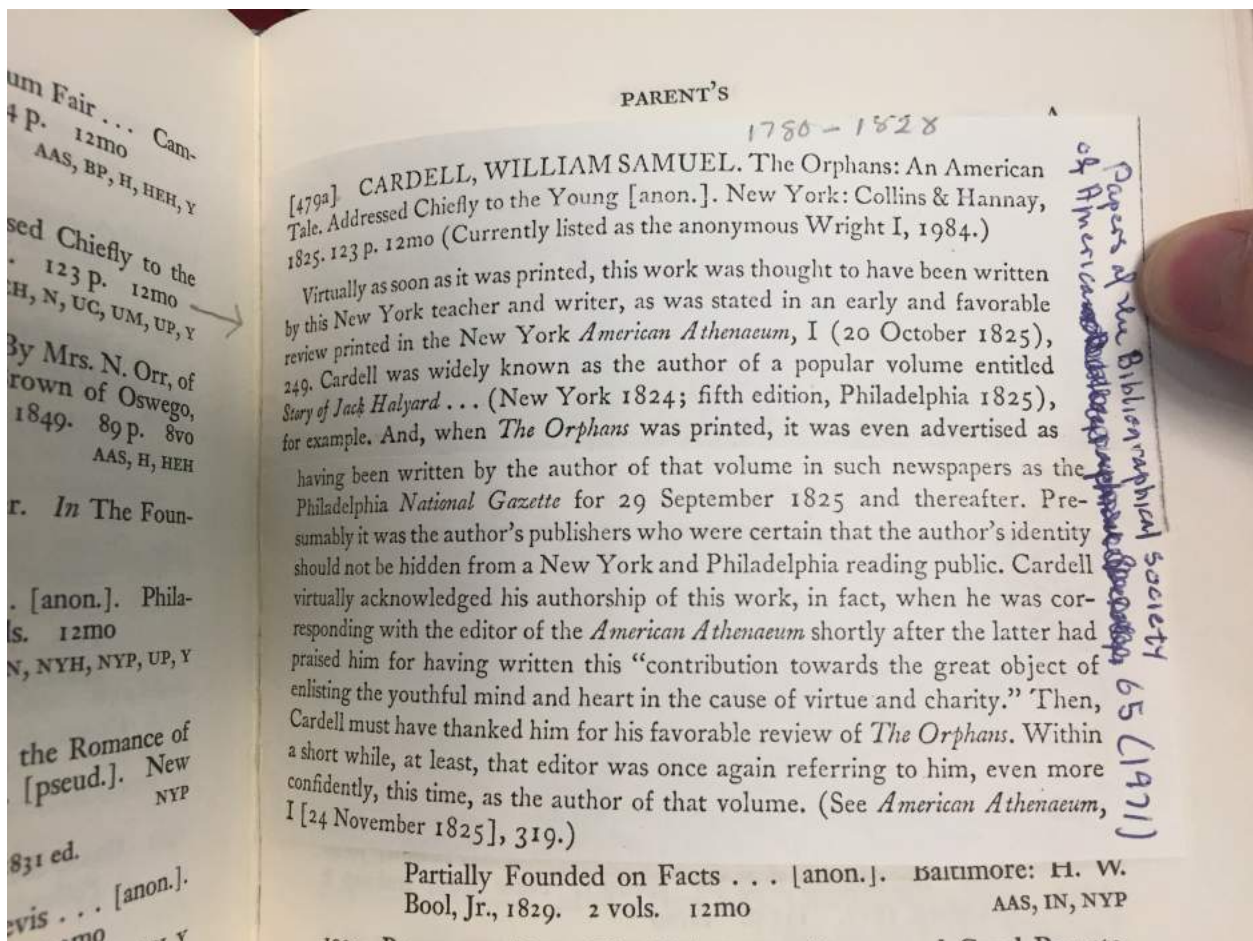 um Fair . . . Cam-
4 p. 12mo
AAS, BP, H, HEH, Y
sed Chiefly to the
123 p. 12mo
EH, N, UC, UM, UP, Y
By Mrs. N. Orr, of
rown of Oswego,
1849. 89 p. 8vo
AAS, H, HEH
r. In The Foun-
. [anon.]. Phila-
ls. 12mo
N, NYH, NYP, UP, Y
the Romance of
[pseud.]. New
NYP
831 ed.
evis . . . [anon.].
PARENT'S
1780 - 1828
[479a] CARDELL, WILLIAM SAMUEL. The Orphans: An American
Tale. Addressed Chiefly to the Young [anon.]. New York: Collins & Hannay,
1825. 123 p. 12mo (Currently listed as the anonymous Wright I, 1984.)
Virtually as soon as it was printed, this work was thought to have been written
by this New York teacher and writer, as was stated in an early and favorable
review printed in the New York American Athenaeum, I (20 October 1825),
249. Cardell was widely known as the author of a popular volume entitled
Story of Jack Halyard . . . (New York 1824; fifth edition, Philadelphia 1825),
for example. And, when The Orphans was printed, it was even advertised as
having been written by the author of that volume in such newspapers as the
Philadelphia National Gazette for 29 September 1825 and thereafter. Pre-
sumably it was the author's publishers who were certain that the author's identity
should not be hidden from a New York and Philadelphia reading public. Cardell
virtually acknowledged his authorship of this work, in fact, when he was cor-
responding with the editor of the American Athenaeum shortly after the latter had
praised him for having written this "contribution towards the great object of
enlisting the youthful mind and heart in the cause of virtue and charity." Then,
Cardell must have thanked him for his favorable review of The Orphans. Within
a short while, at least, that editor was once again referring to him, even more
confidently, this time, as the author of that volume. (See American Athenaeum,
I [24 November 1825], 319.)
Papers of the Bibliographical Society
of American 65 (1971)
Partially Founded on Facts . . . [anon.]. Baltimore: H. W.
Bool, Jr., 1829. 2 vols. 12mo
AAS, IN, NYP